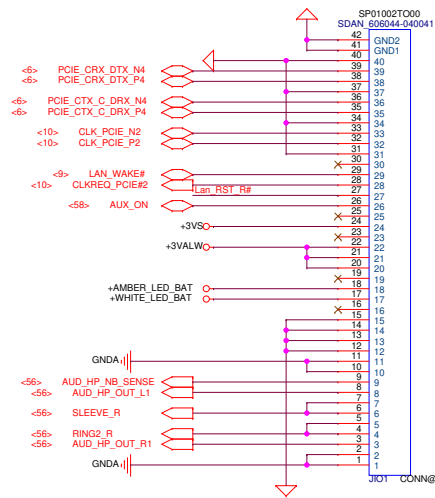 SP01002TO00
SDAN_606044-040041
42 GND2
41 GND1
40 40
<6> PCIE_CRX_DTX_N4 39 39
<6> PCIE_CRX_DTX_P4 38 38
37 37
<6> PCIE_CTX_C_DRX_N4 36 36
<6> PCIE_CTX_C_DRX_P4 35 35
34 34
<10> CLK_PCIE_N2 33 33
<10> CLK_PCIE_P2 32 32
31 31
30 30
<9> LAN_WAKE# 29 29
<10> CLKREQ_PCIE#2 28 28
Lan_RST_R# 27 27
<58> AUX_ON 26 26
25 25
+3VS 24 24
23 23
+3VALW 22 22
21 21
20 20
19 19
+AMBER_LED_BAT 18 18
+WHITE_LED_BAT 17 17
16 16
15 15
14 14
13 13
12 12
GNDA 11 11
10 10
<56> AUD_HP_NB_SENSE 9 9
<56> AUD_HP_OUT_L1 8 8
7 7
<56> SLEEVE_R 6 6
5 5
<56> RING2_R 4 4
<56> AUD_HP_OUT_R1 3 3
2 2
GNDA 1 1
JIO1 CONN@